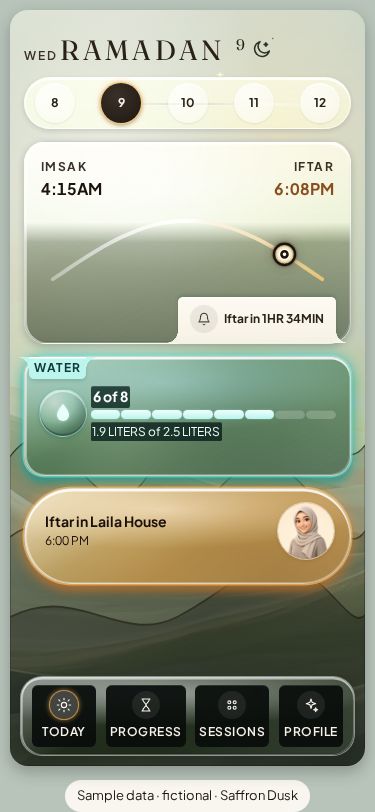 WED RAMADAN 9
8 9 10 11 12
IMSAK IFTAR
4:15AM 6:08PM
Iftar in 1HR 34MIN
WATER
6 of 8
1.9 LITERS of 2.5 LITERS
Iftar in Laila House
6:00 PM
TODAY PROGRESS SESSIONS PROFILE
Sample data · fictional · Saffron Dusk